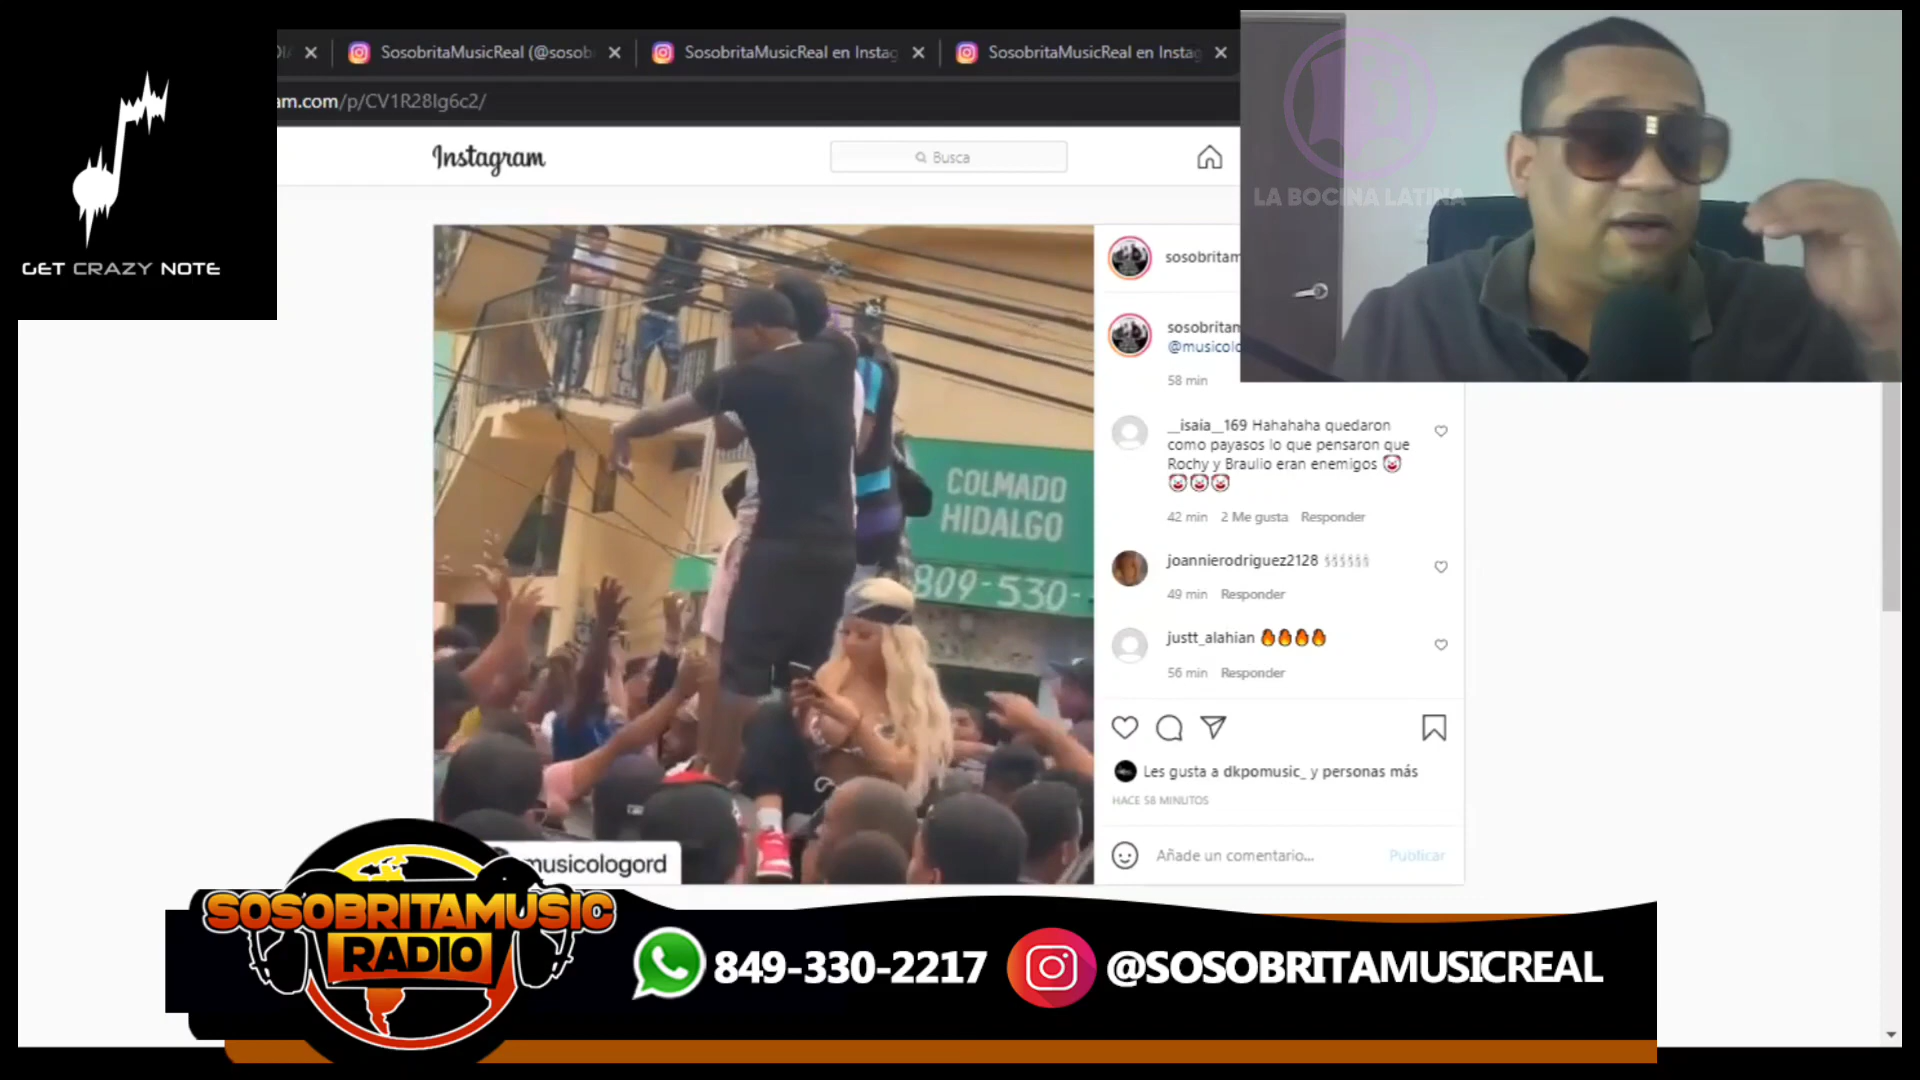 SosobritaMusicReal (@sosob
SosobritaMusicReal en Instag
SosobritaMusicReal en Instag
am.com/p/CV1R28Ig6c2/
Instagram
Busca
LA BOCINA LATINA
GET CRAZY NOTE
sosobritam
sosobritam
@musicolo
58 min
__isaia__169 Hahahaha quedaron
como payasos lo que pensaron que
Rochy y Braulio eran enemigos 🤡
🤡🤡🤡
42 min 2 Me gusta Responder
joannierodriguez2128 §§§§§§
49 min Responder
justt_alahian 🔥🔥🔥🔥
56 min Responder
Les gusta a dkpomusic_ y personas más
HACE 58 MINUTOS
Añade un comentario... Publicar
COLMADO
HIDALGO
809-530-
musicologord
SOSOBRITAMUSIC
RADIO
849-330-2217
@SOSOBRITAMUSICREAL